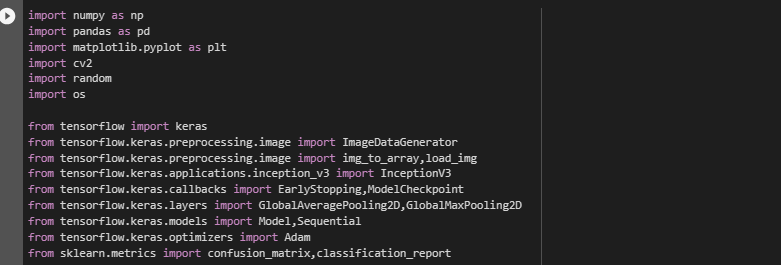 import numpy as np
import pandas as pd
import matplotlib.pyplot as plt
import cv2
import random
import os
from tensorflow import keras
from tensorflow.keras.preprocessing.image import ImageDataGenerator
from tensorflow.keras.preprocessing.image import img_to_array,load_img
from tensorflow.keras.applications.inception_v3 import InceptionV3
from tensorflow.keras.callbacks import EarlyStopping,ModelCheckpoint
from tensorflow.keras.layers import GlobalAveragePooling2D,GlobalMaxPooling2D
from tensorflow.keras.models import Model,Sequential
from tensorflow.keras.optimizers import Adam
from sklearn.metrics import confusion_matrix,classification_report